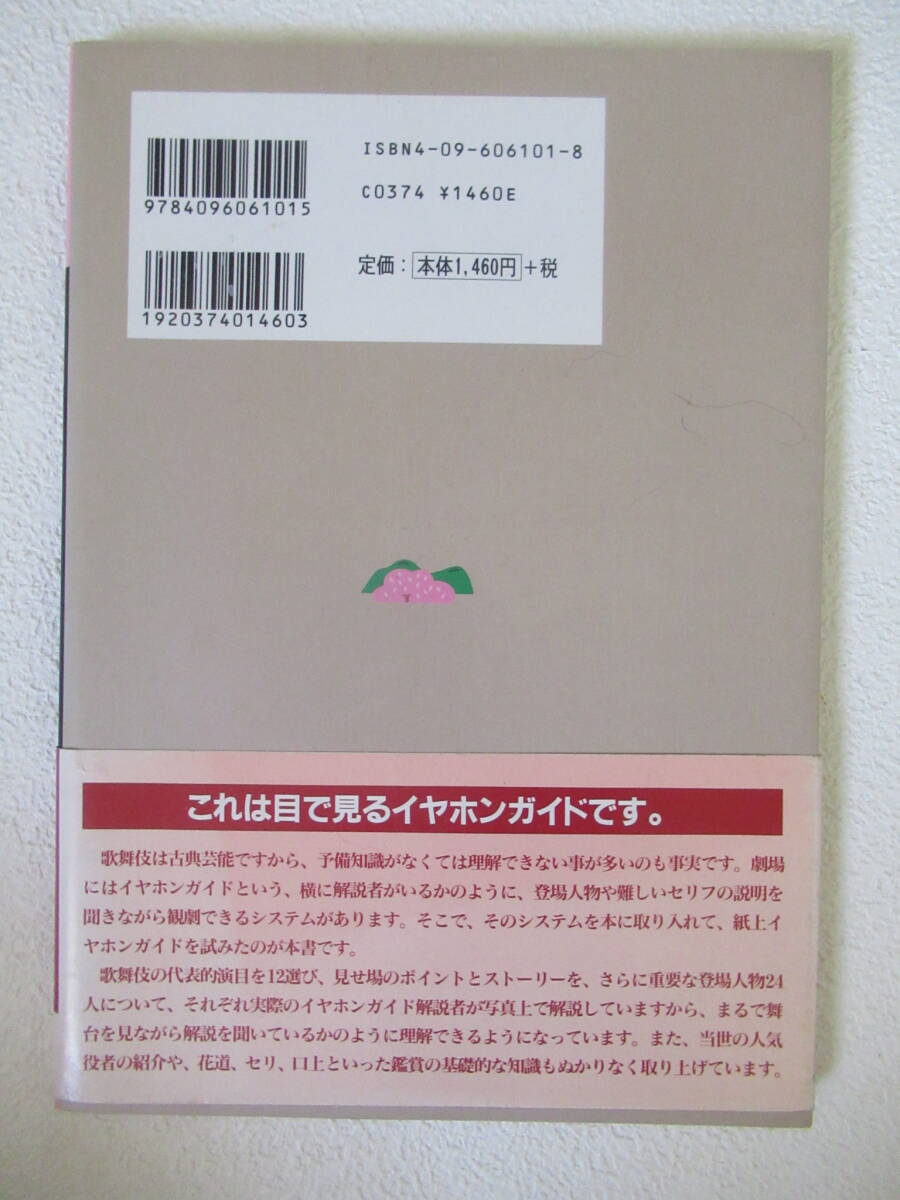 ISBN4-09-606101-8
9784096061015
C0374 ¥1460E
定価：本体1,460円+税
1920374014603
これは目で見るイヤホンガイドです。
歌舞伎は古典芸能ですから、予備知識がなくては理解できない事が多いのも事実です。劇場
にはイヤホンガイドという、横に解説者がいるかのように、登場人物や難しいセリフの説明を
聞きながら観劇できるシステムがあります。そこで、そのシステムを本に取り入れて、紙上イ
ヤホンガイドを試みたのが本書です。
歌舞伎の代表的演目を12選び、見せ場のポイントとストーリーを、さらに重要な登場人物24
人について、それぞれ実際のイヤホンガイド解説者が写真上で解説していますから、まるで舞
台を見ながら解説を聞いているかのように理解できるようになっています。また、当世の人気
役者の紹介や、花道、セリ、口上といった鑑賞の基礎的な知識もぬかりなく取り上げています。